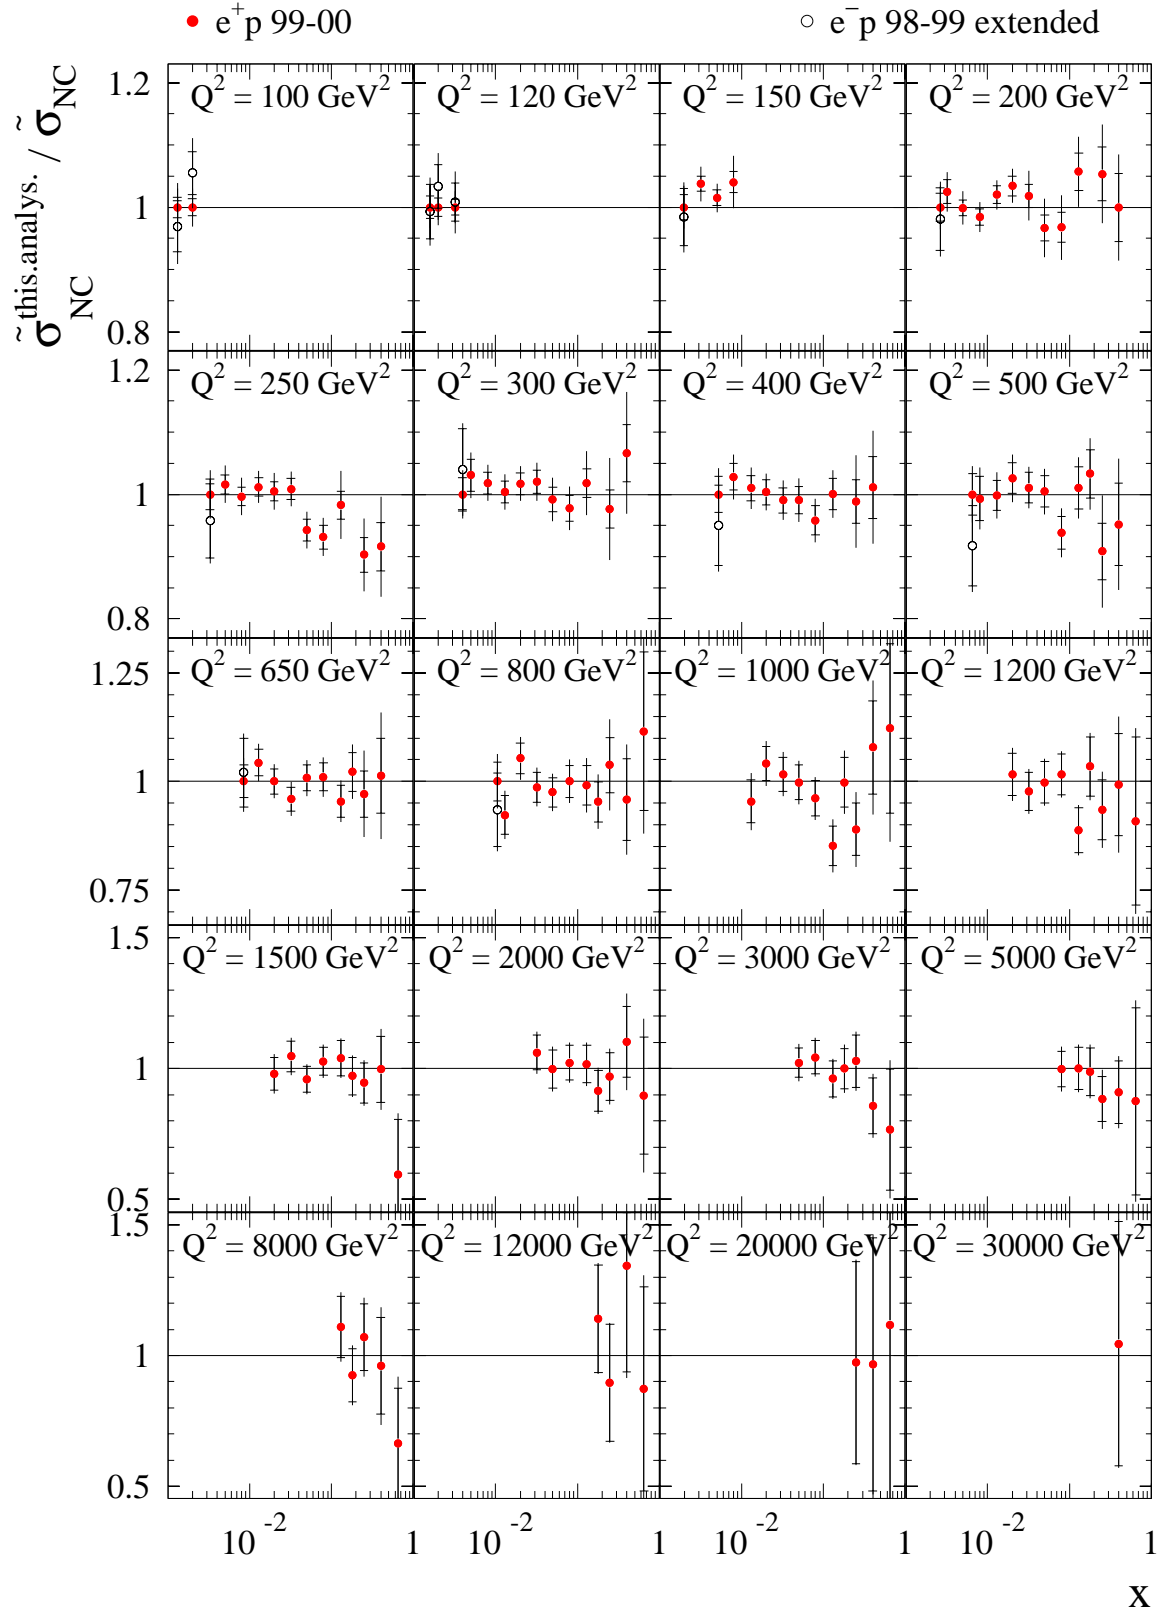 e⁺p 99-00 e⁻p 98-99 extended
σ̃_NC^this.analys. / σ̃_NC
1.2 Q² = 100 GeV² Q² = 120 GeV² Q² = 150 GeV² Q² = 200 GeV²
1
0.8
1.2 Q² = 250 GeV² Q² = 300 GeV² Q² = 400 GeV² Q² = 500 GeV²
1
0.8
1.25 Q² = 650 GeV² Q² = 800 GeV² Q² = 1000 GeV² Q² = 1200 GeV²
1
0.75
1.5 Q² = 1500 GeV² Q² = 2000 GeV² Q² = 3000 GeV² Q² = 5000 GeV²
1
0.5
1.5 Q² = 8000 GeV² Q² = 12000 GeV² Q² = 20000 GeV² Q² = 30000 GeV²
1
0.5
10⁻² 1 10⁻² 1 10⁻² 1 10⁻² 1
x